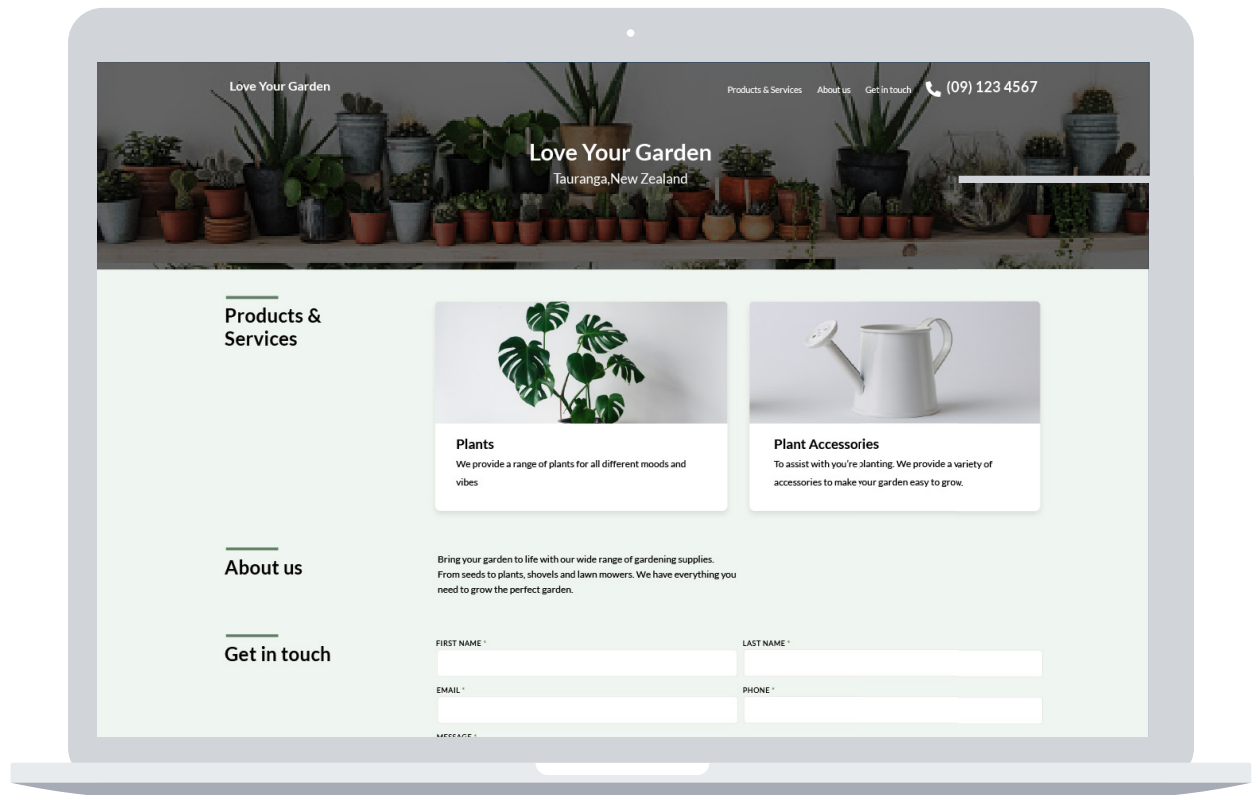 Love Your Garden
Products & Services
About us
Get in touch
(09) 123 4567
Love Your Garden
Tauranga,New Zealand
Products &
Services
Plants
We provide a range of plants for all different moods and
vibes
Plant Accessories
To assist with you're planting. We provide a variety of
accessories to make your garden easy to grow.
About us
Bring your garden to life with our wide range of gardening supplies.
From seeds to plants, shovels and lawn mowers. We have everything you
need to grow the perfect garden.
Get in touch
FIRST NAME *
LAST NAME *
EMAIL *
PHONE *
MESSAGE *